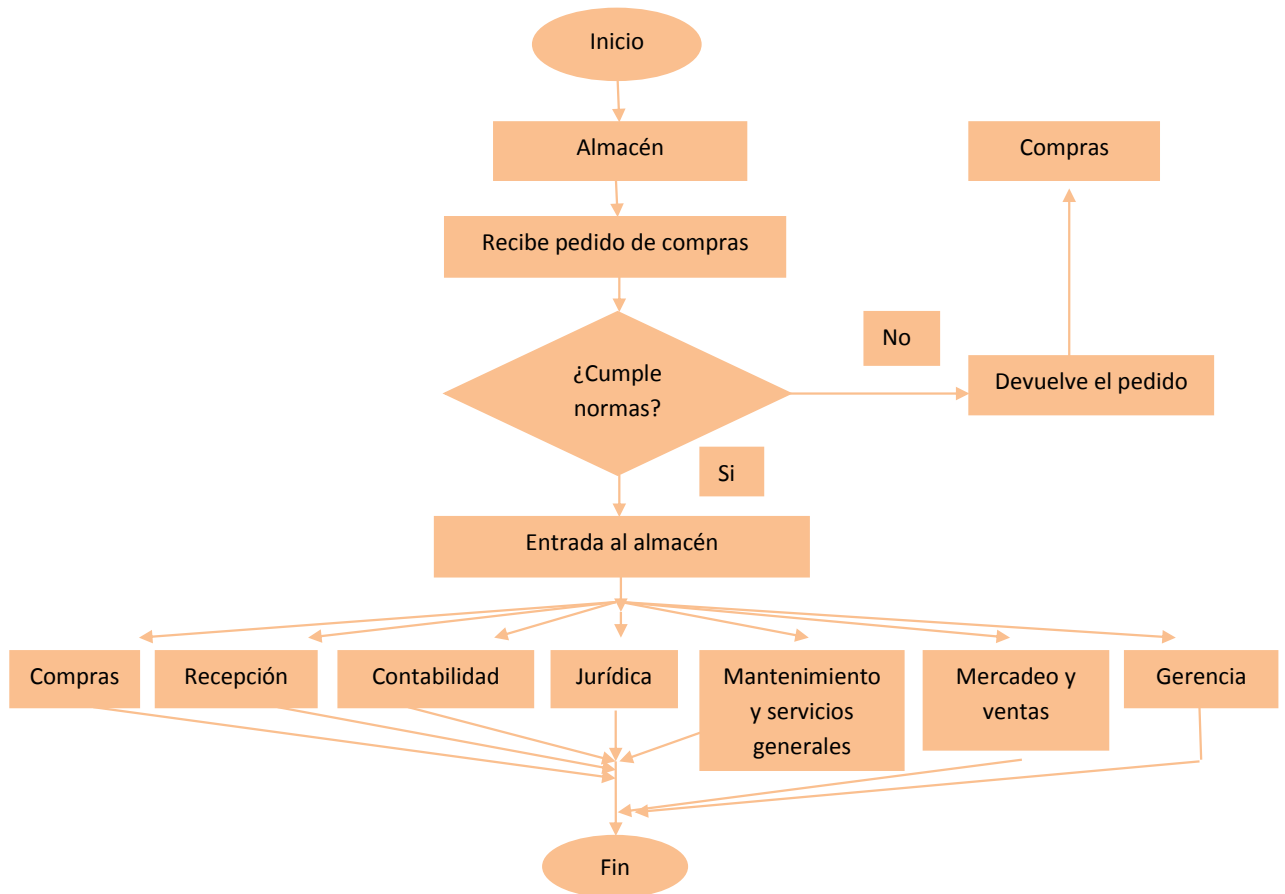 Inicio
Almacén
Compras
Recibe pedido de compras
No
¿Cumple
normas?
Devuelve el pedido
Si
Entrada al almacén
Compras
Recepción
Contabilidad
Jurídica
Mantenimiento
y servicios
generales
Mercadeo y
ventas
Gerencia
Fin